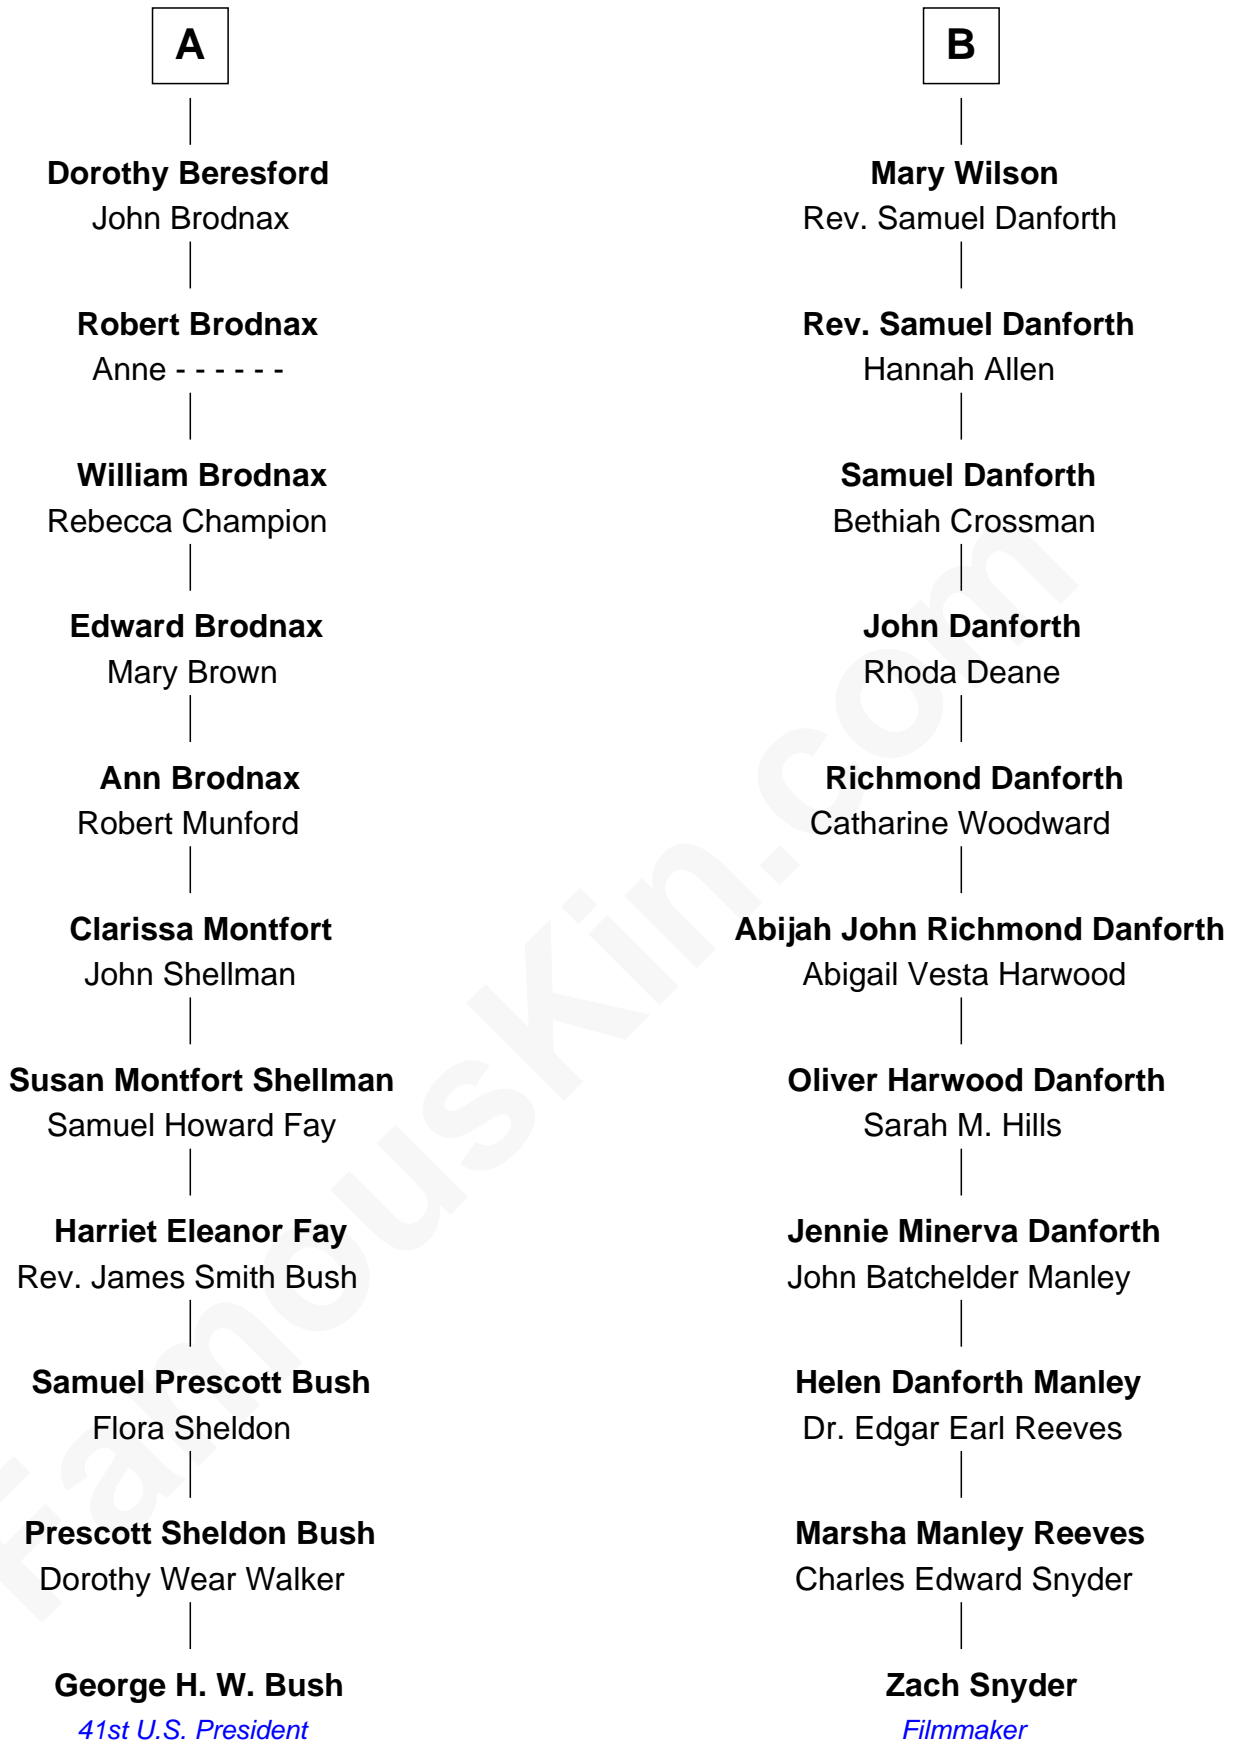 A
Dorothy Beresford
John Brodnax
Robert Brodnax
Anne - - - - - -
William Brodnax
Rebecca Champion
Edward Brodnax
Mary Brown
Ann Brodnax
Robert Munford
Clarissa Montfort
John Shellman
Susan Montfort Shellman
Samuel Howard Fay
Harriet Eleanor Fay
Rev. James Smith Bush
Samuel Prescott Bush
Flora Sheldon
Prescott Sheldon Bush
Dorothy Wear Walker
George H. W. Bush
41st U.S. President
B
Mary Wilson
Rev. Samuel Danforth
Rev. Samuel Danforth
Hannah Allen
Samuel Danforth
Bethiah Crossman
John Danforth
Rhoda Deane
Richmond Danforth
Catharine Woodward
Abijah John Richmond Danforth
Abigail Vesta Harwood
Oliver Harwood Danforth
Sarah M. Hills
Jennie Minerva Danforth
John Batchelder Manley
Helen Danforth Manley
Dr. Edgar Earl Reeves
Marsha Manley Reeves
Charles Edward Snyder
Zach Snyder
Filmmaker
FamousKin.com